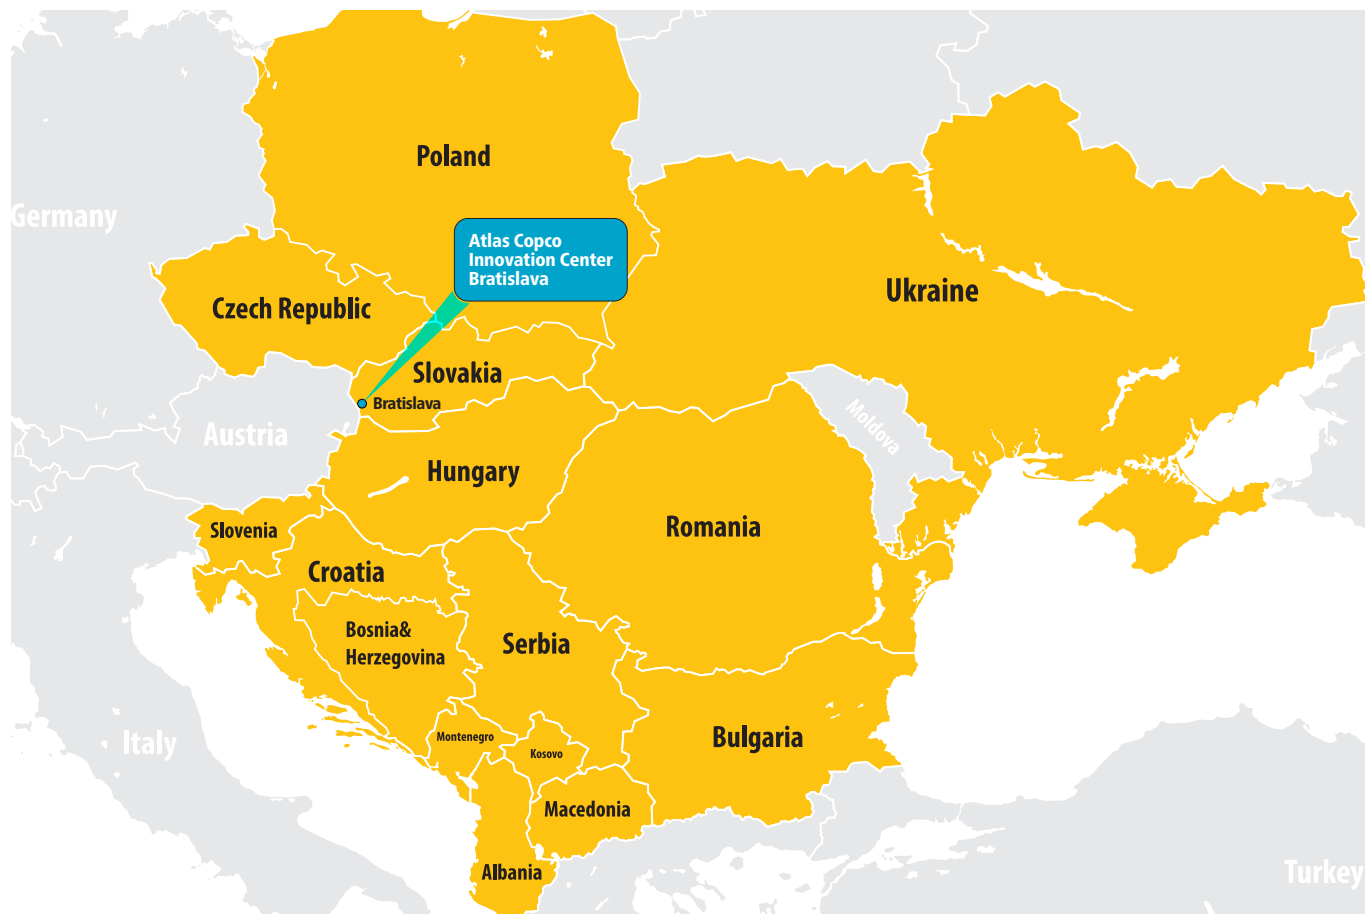 Poland
Germany
Atlas Copco
Innovation Center
Bratislava
Ukraine
Czech Republic
Slovakia
Bratislava
Moldova
Austria
Hungary
Romania
Slovenia
Croatia
Bosnia&
Herzegovina
Serbia
Italy
Montenegro
Kosovo
Bulgaria
Macedonia
Albania
Turkey